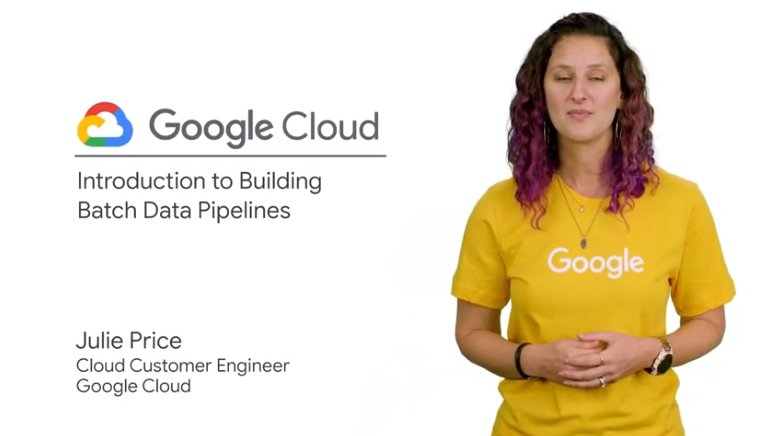 Google Cloud
Introduction to Building
Batch Data Pipelines
Julie Price
Cloud Customer Engineer
Google Cloud
Google